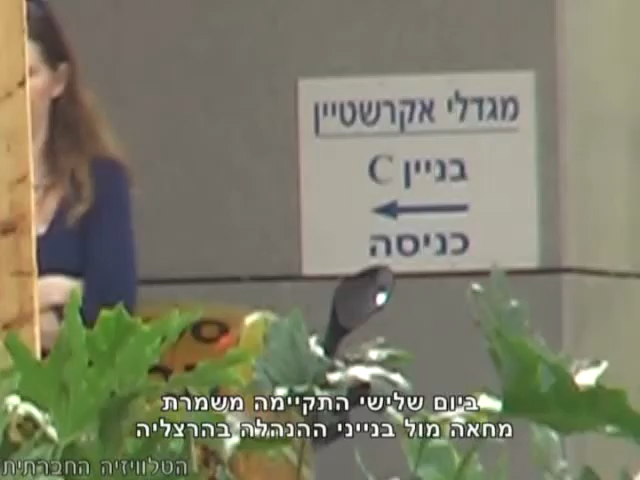 מגדלי אקרשטיין
בניין C
כניסה
ביום שלישי התקיימה משמרת
מחאה מול בנייני ההנהלה בהרצליה
הטלוויזיה החברתית